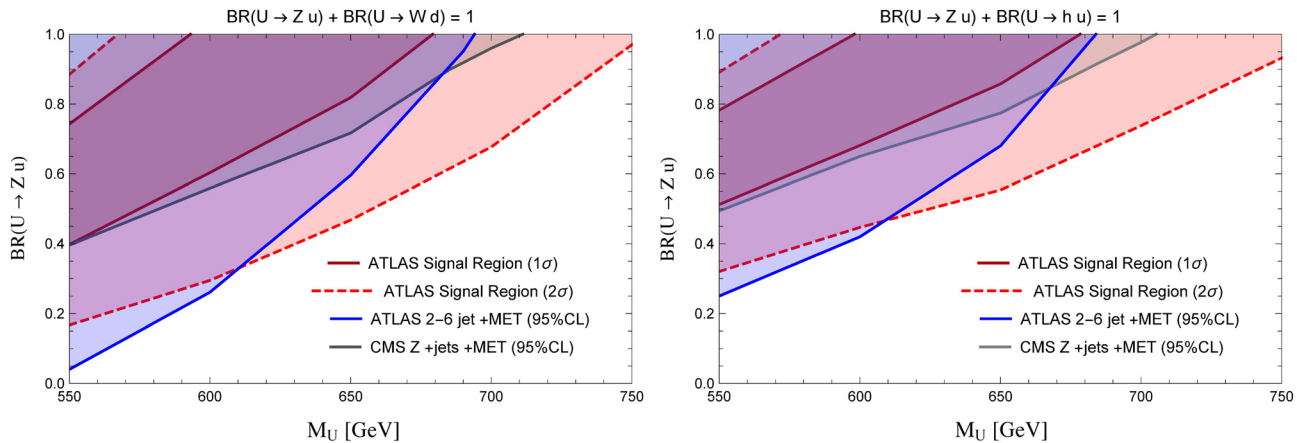 BR(U → Z u) + BR(U → W d) = 1
BR(U → Z u)
1.0
0.8
0.6
0.4
0.2
0.0
ATLAS Signal Region (1σ)
ATLAS Signal Region (2σ)
ATLAS 2−6 jet +MET (95%CL)
CMS Z +jets +MET (95%CL)
550
600
650
700
750
M_U [GeV]
BR(U → Z u) + BR(U → h u) = 1
BR(U → Z u)
1.0
0.8
0.6
0.4
0.2
0.0
ATLAS Signal Region (1σ)
ATLAS Signal Region (2σ)
ATLAS 2−6 jet +MET (95%CL)
CMS Z +jets +MET (95%CL)
550
600
650
700
750
M_U [GeV]